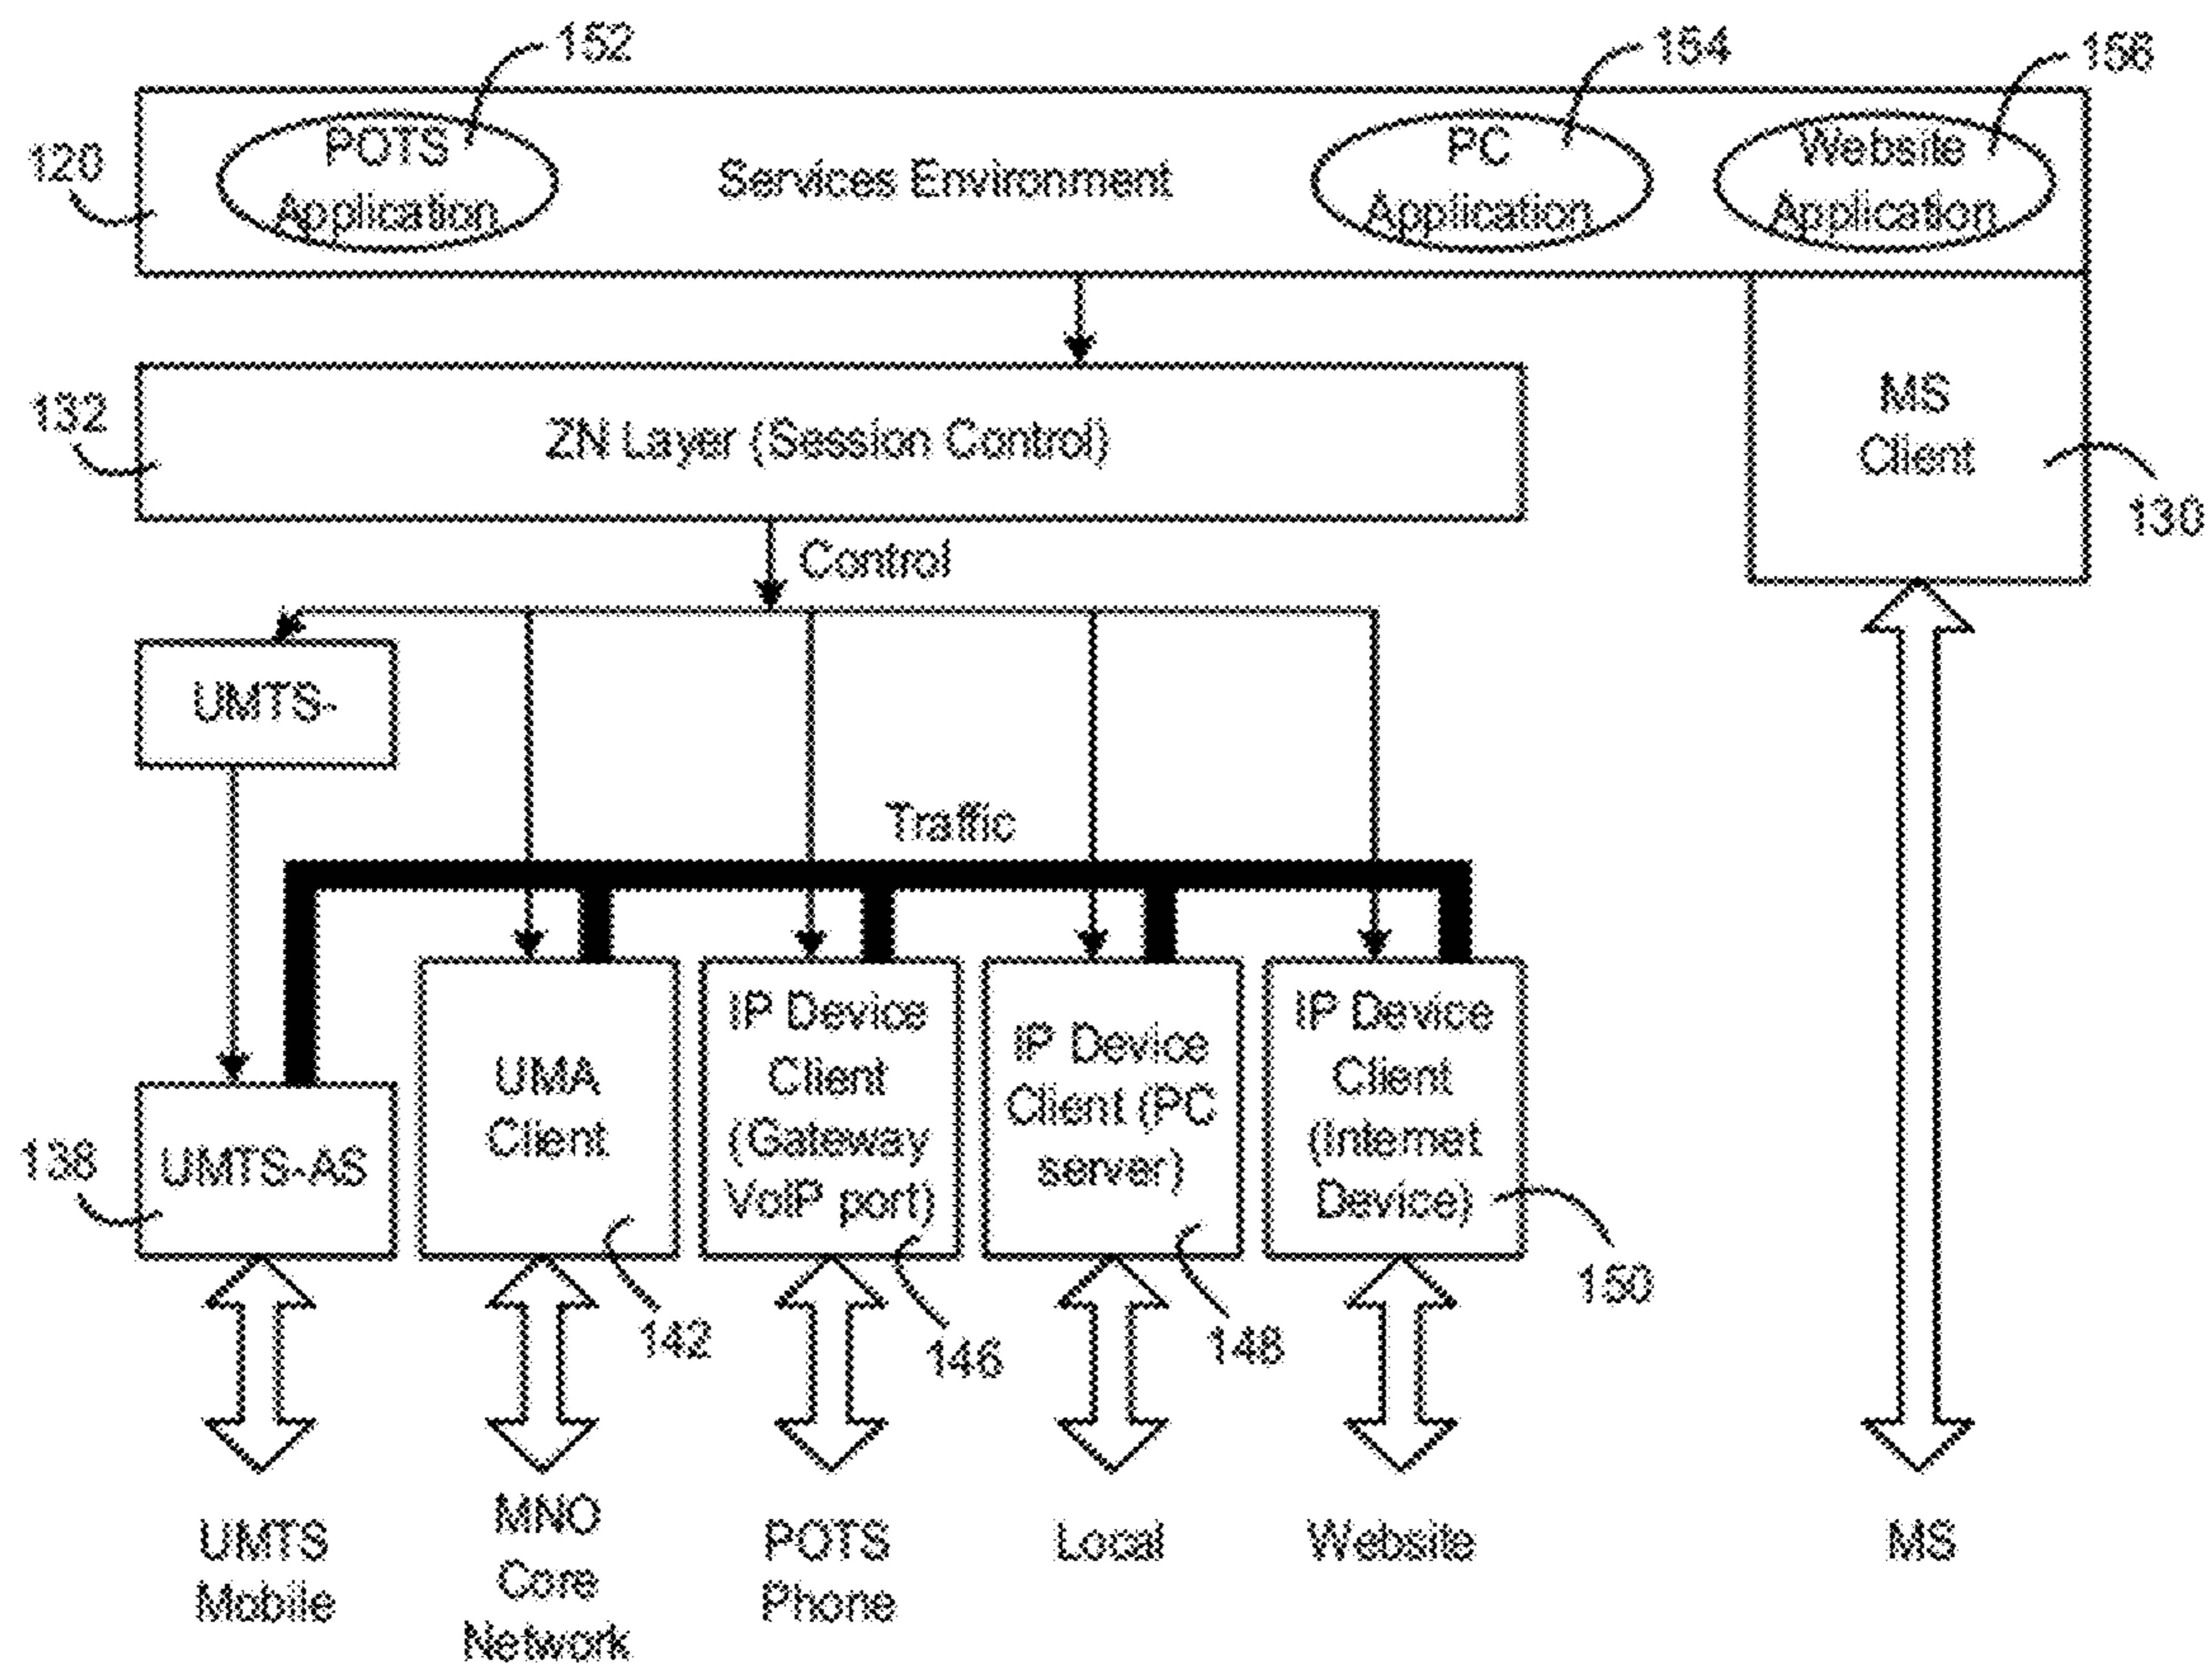 152
154
156
120
POTS
Application
Services Environment
PC
Application
Website
Application
132
ZN Layer (Session Control)
MS
Client
130
Control
UMTS-
Traffic
138
UMTS-AS
UMA
Client
IP Device
Client
(Gateway
VoIP port)
IP Device
Client (PC
server)
IP Device
Client
(Internet
Device)
142
146
148
150
UMTS
Mobile
MNO
Core
Network
POTS
Phone
Local
Website
MS